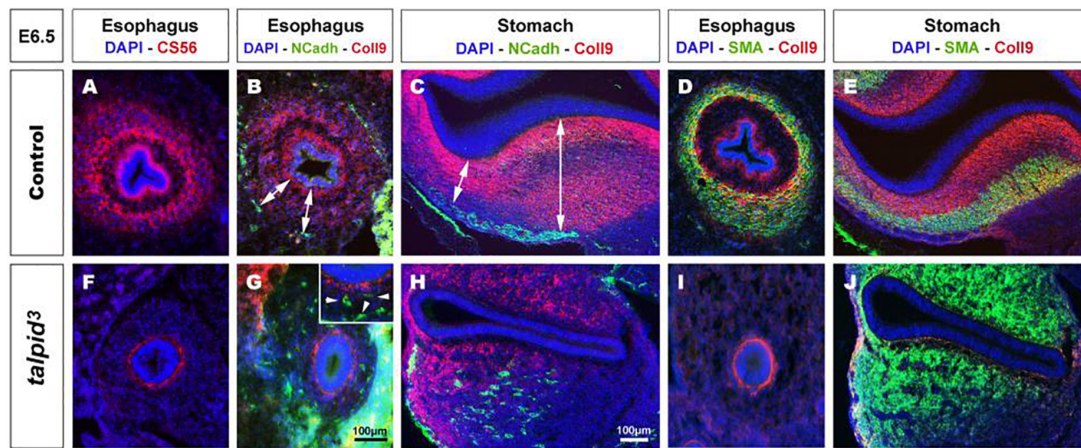 E6.5
Esophagus
DAPI - CS56
Esophagus
DAPI - NCadh - Coll9
Stomach
DAPI - NCadh - Coll9
Esophagus
DAPI - SMA - Coll9
Stomach
DAPI - SMA - Coll9
Control
A
B
C
D
E
talpid³
F
G
100µm
H
100µm
I
J